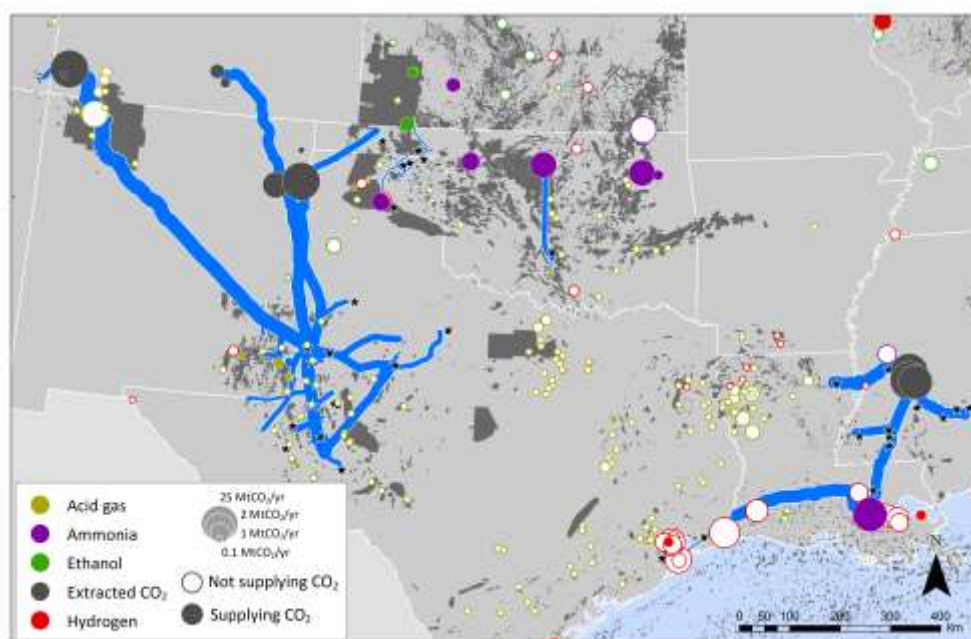 Acid gas
Ammonia
Ethanol
Extracted CO₂
Hydrogen
25 MtCO₂/yr
2 MtCO₂/yr
1 MtCO₂/yr
0.1 MtCO₂/yr
Not supplying CO₂
Supplying CO₂
N
0 50 100 200 300 400
Km